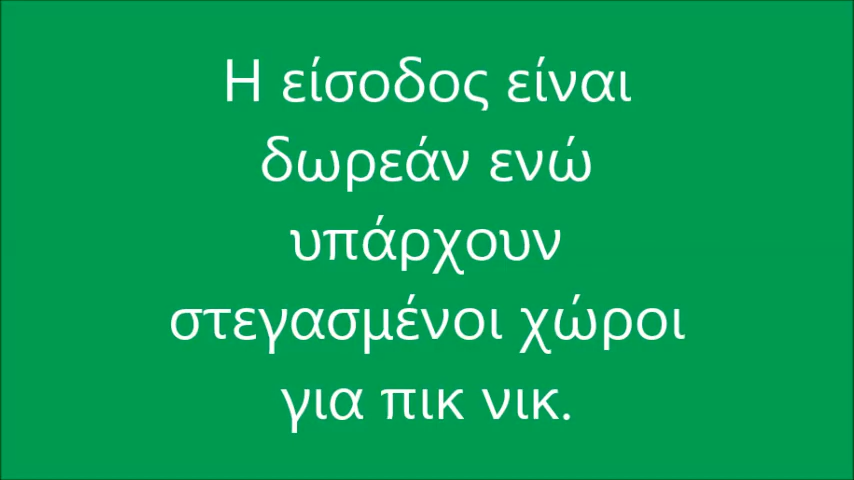 Η είσοδος είναι
δωρεάν ενώ
υπάρχουν
στεγασμένοι χώροι
για πικ νικ.